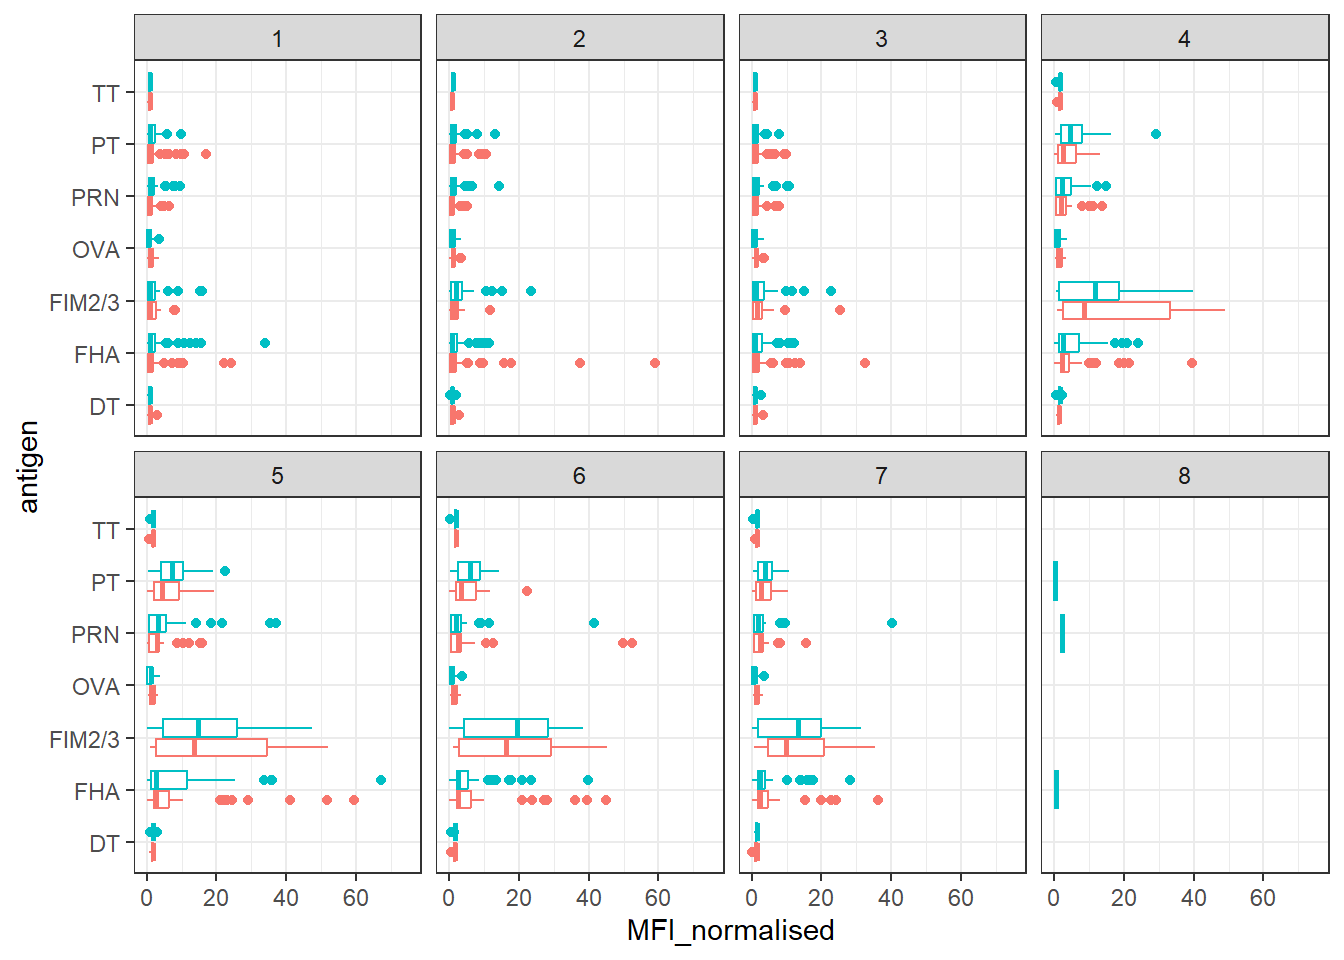 1 2 3 4
TT
PT
PRN
OVA
FIM2/3
FHA
DT
antigen
5 6 7 8
TT
PT
PRN
OVA
FIM2/3
FHA
DT
0 20 40 60 0 20 40 60 0 20 40 60 0 20 40 60
MFI_normalised